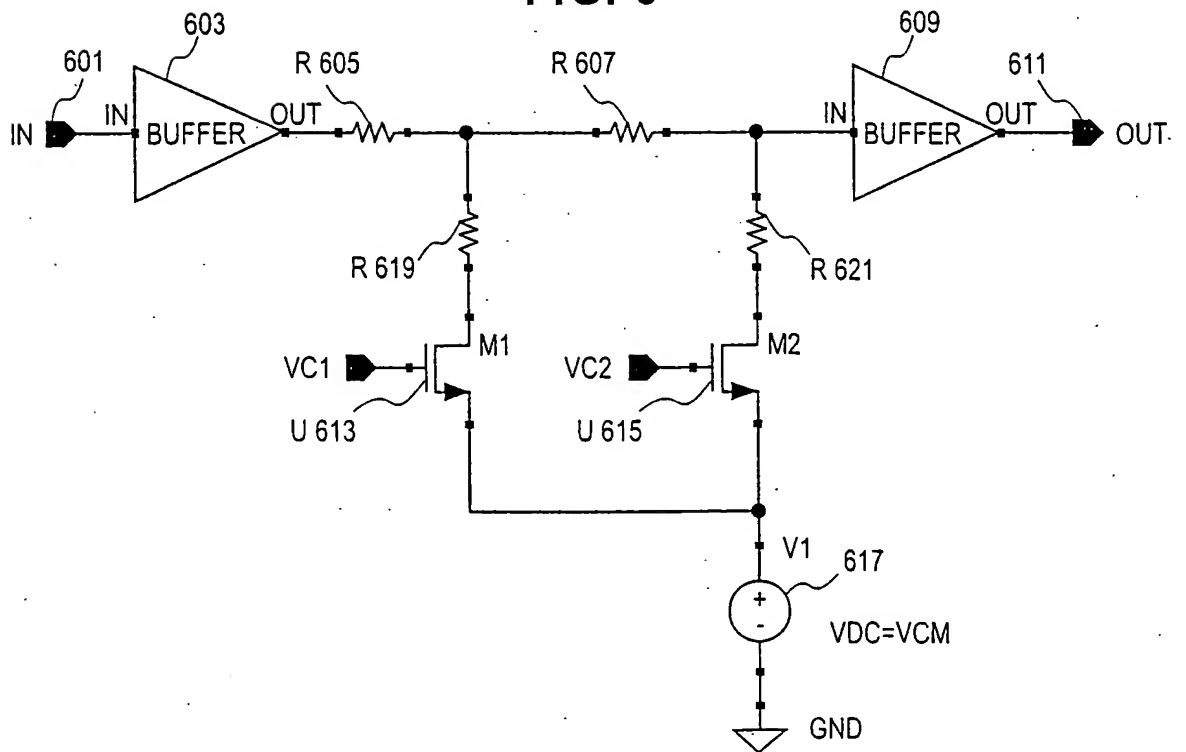 603
609
601
R 605
R 607
611
IN
IN
BUFFER
OUT
IN
BUFFER
OUT
OUT
R 619
R 621
VC1
M1
VC2
M2
U 613
U 615
V1
617
+
-
VDC=VCM
GND